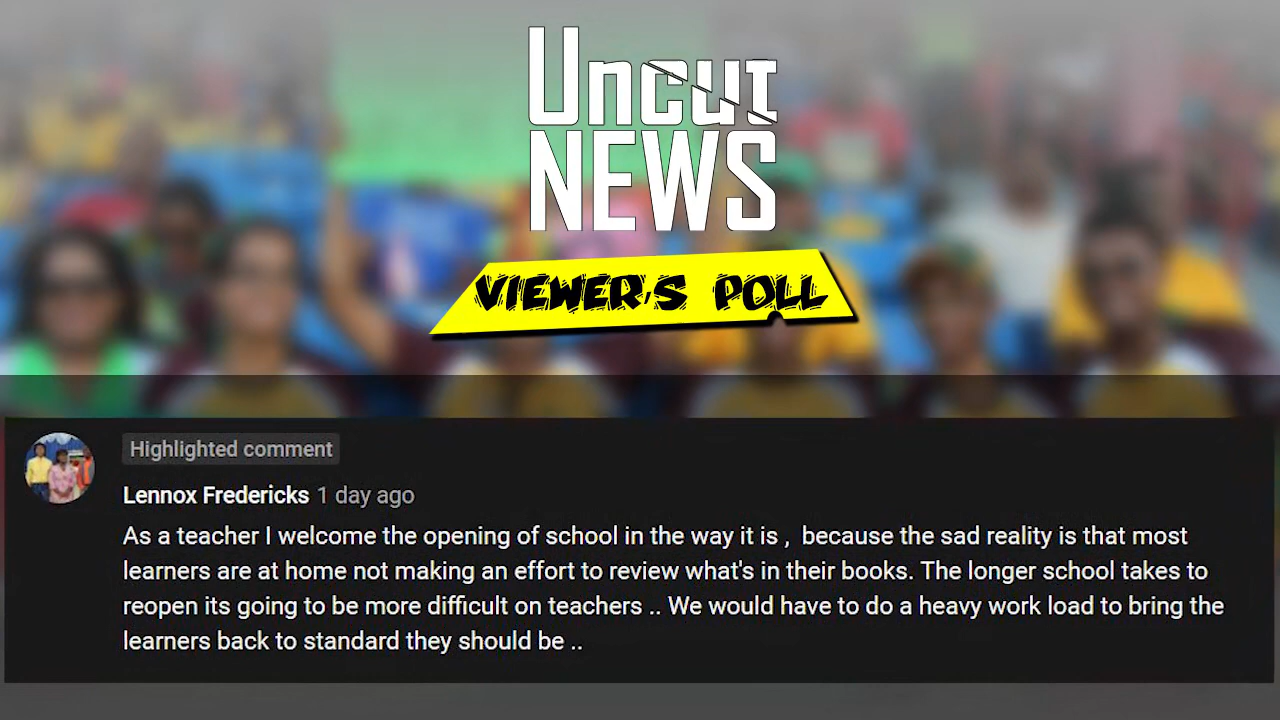 Uncut
NEWS
VIEWER'S POLL
Highlighted comment
Lennox Fredericks 1 day ago
As a teacher I welcome the opening of school in the way it is ,  because the sad reality is that most
learners are at home not making an effort to review what's in their books. The longer school takes to
reopen its going to be more difficult on teachers .. We would have to do a heavy work load to bring the
learners back to standard they should be ..